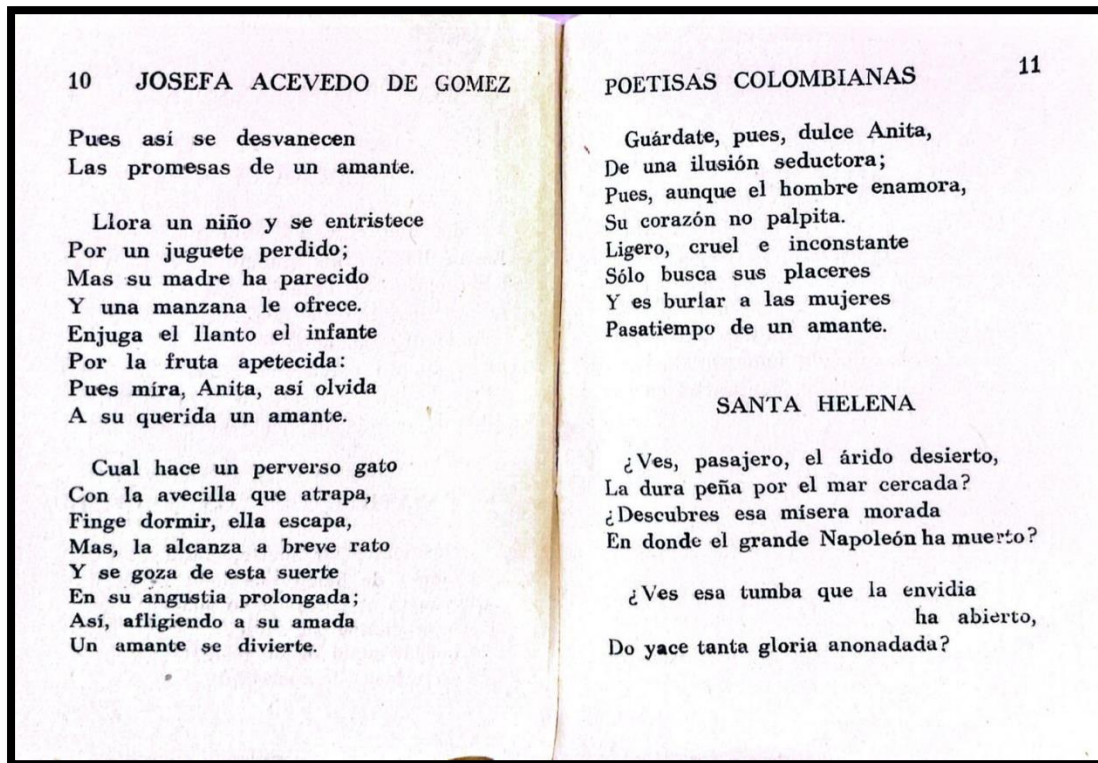 10 JOSEFA ACEVEDO DE GOMEZ
Pues así se desvanecen
Las promesas de un amante.
Llora un niño y se entristece
Por un juguete perdido;
Mas su madre ha parecido
Y una manzana le ofrece.
Enjuga el llanto el infante
Por la fruta apetecida:
Pues mira, Anita, así olvida
A su querida un amante.
Cual hace un perverso gato
Con la avecilla que atrapa,
Finge dormir, ella escapa,
Mas, la alcanza a breve rato
Y se goza de esta suerte
En su angustia prolongada;
Así, afligiendo a su amada
Un amante se divierte.
POETISAS COLOMBIANAS 11
Guárdate, pues, dulce Anita,
De una ilusión seductora;
Pues, aunque el hombre enamora,
Su corazón no palpita.
Ligero, cruel e inconstante
Sólo busca sus placeres
Y es burlar a las mujeres
Pasatiempo de un amante.
SANTA HELENA
¿Ves, pasajero, el árido desierto,
La dura peña por el mar cercada?
¿Descubres esa mísera morada
En donde el grande Napoleón ha muerto?
¿Ves esa tumba que la envidia
ha abierto,
Do yace tanta gloria anonadada?